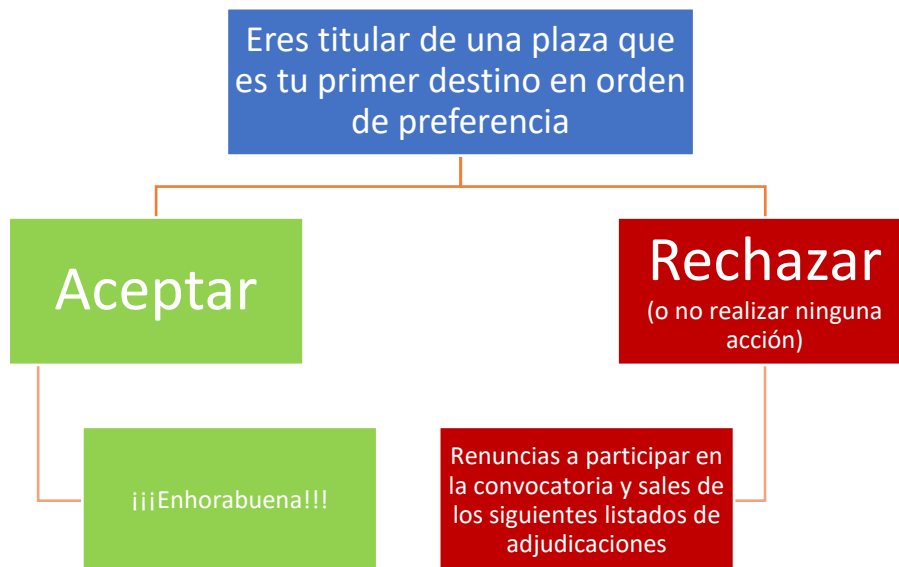 Eres titular de una plaza que
es tu primer destino en orden
de preferencia
Aceptar
Rechazar
(o no realizar ninguna
acción)
¡¡¡Enhorabuena!!!
Renuncias a participar en
la convocatoria y sales de
los siguientes listados de
adjudicaciones